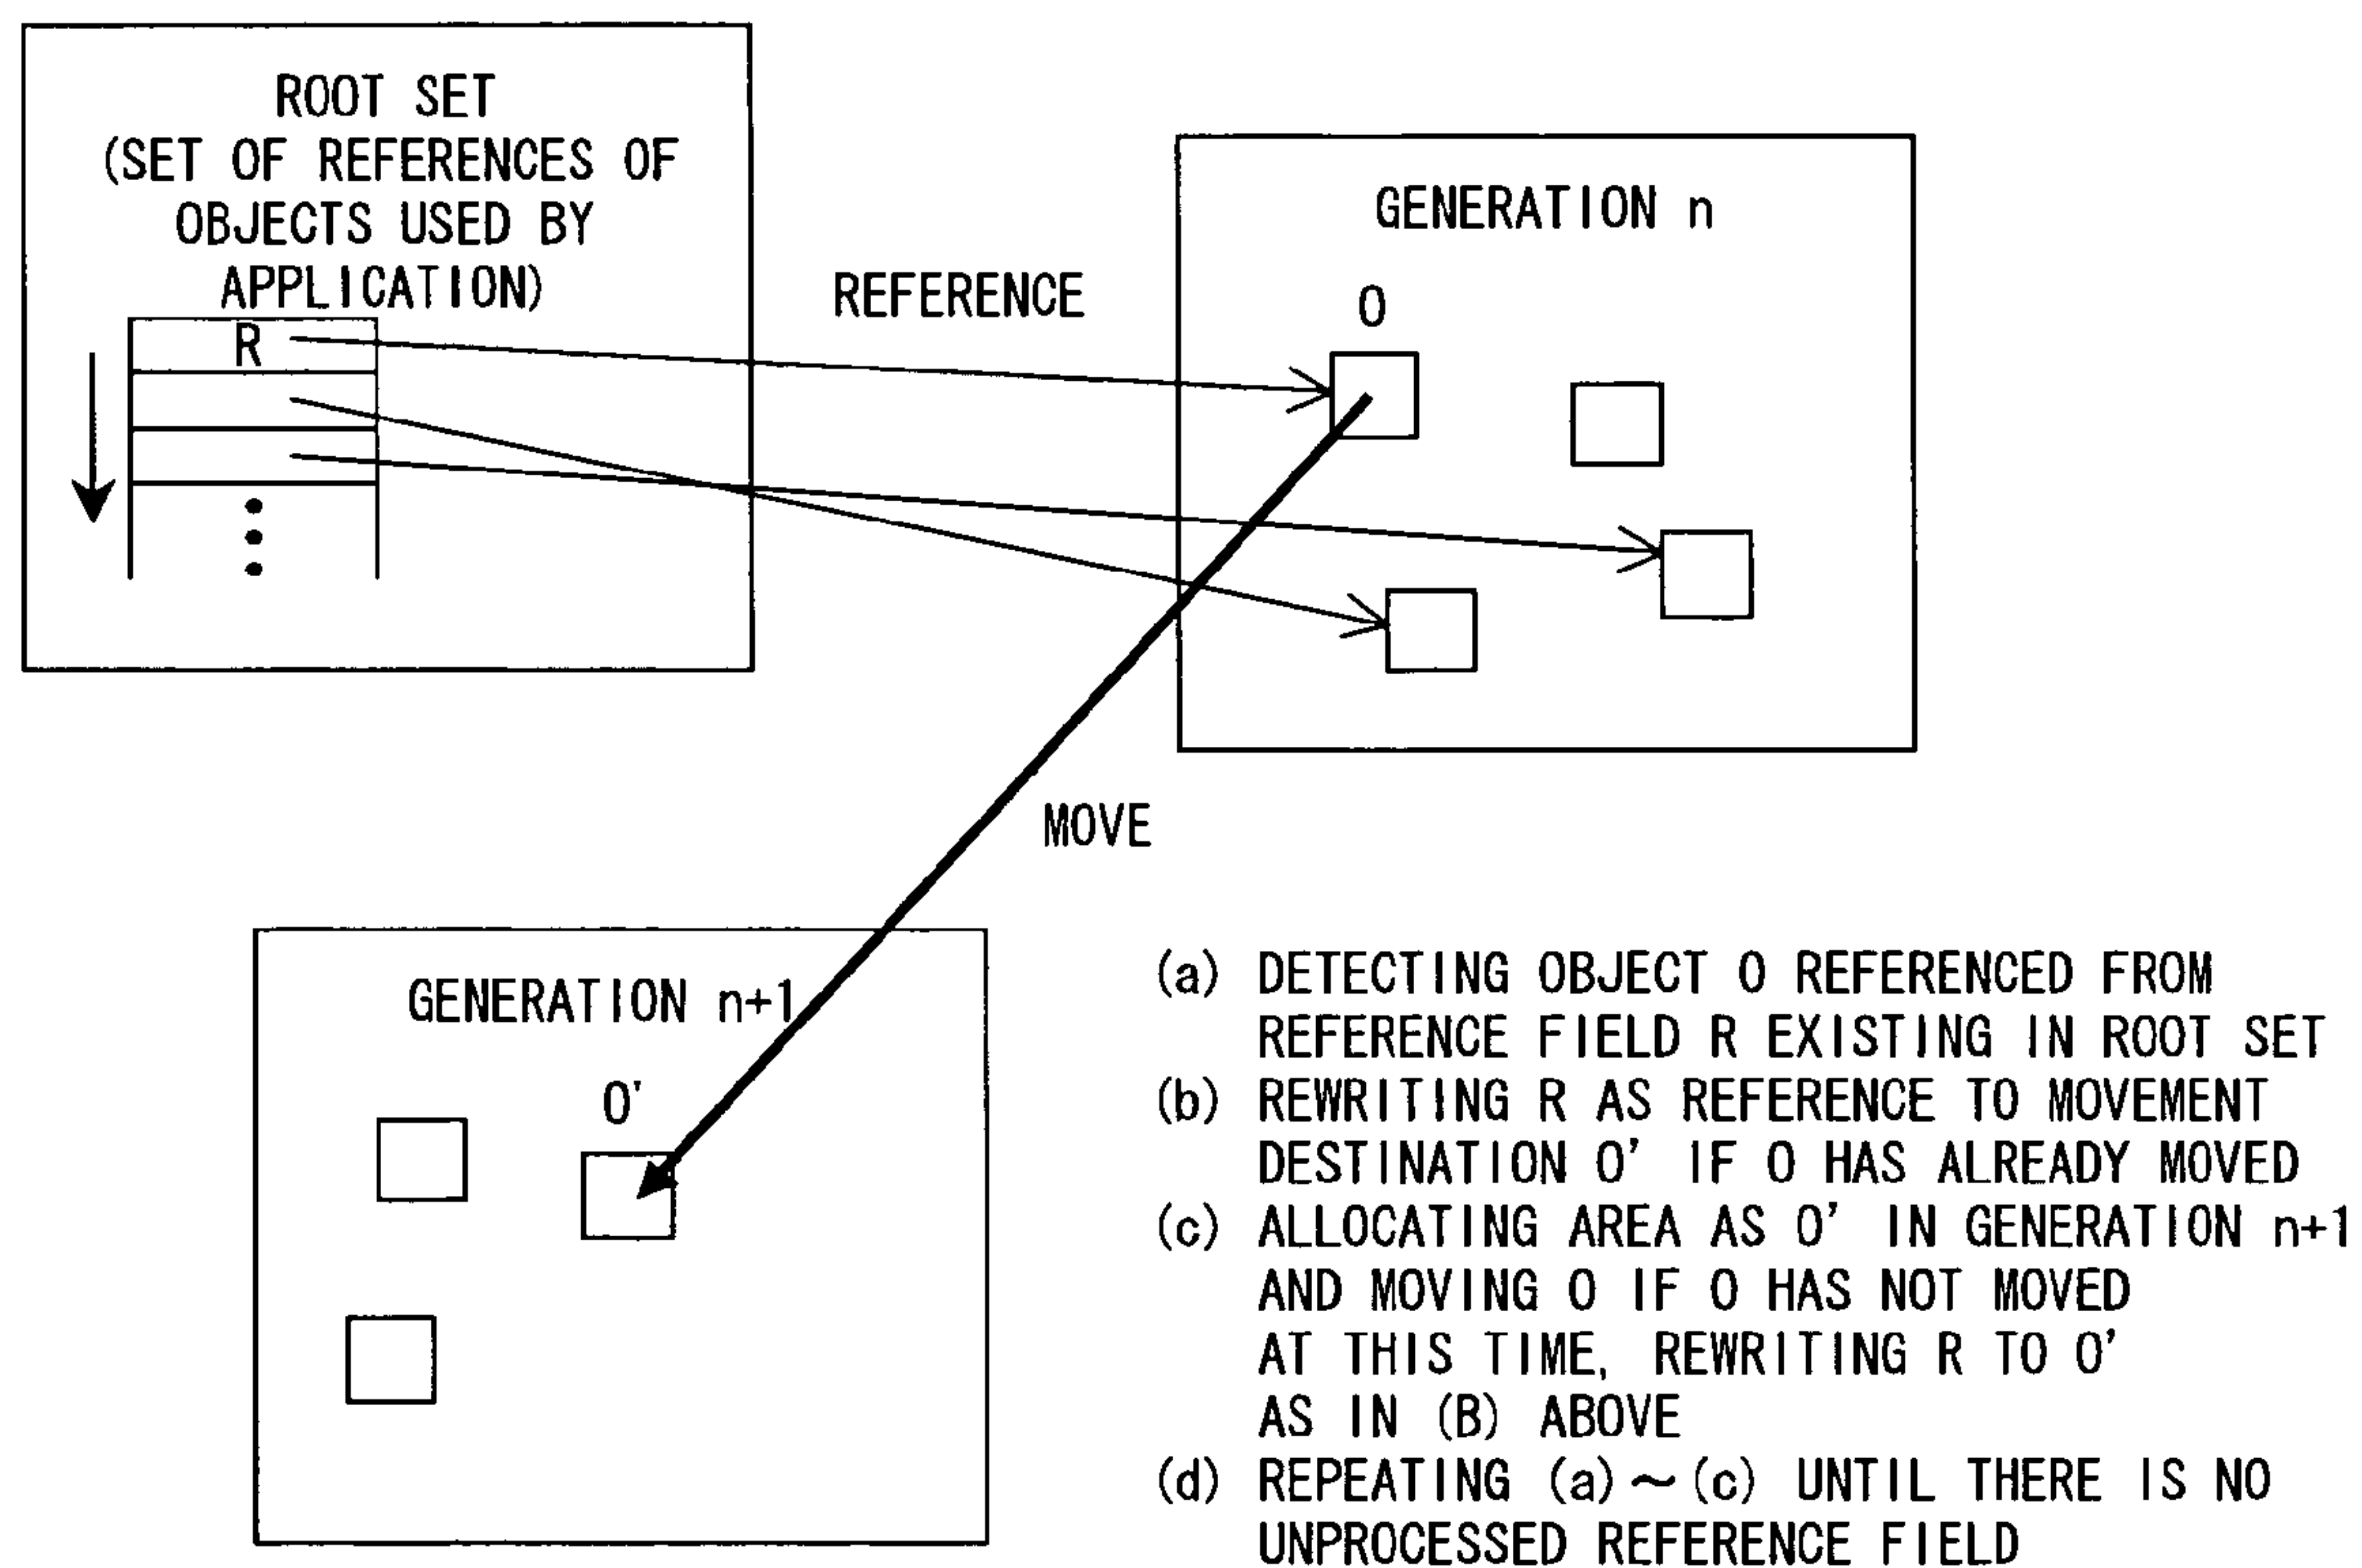 ROOT SET
(SET OF REFERENCES OF
OBJECTS USED BY
APPLICATION)
R
REFERENCE
GENERATION n
O
MOVE
GENERATION n+1
O'
(a) DETECTING OBJECT O REFERENCED FROM
REFERENCE FIELD R EXISTING IN ROOT SET
(b) REWRITING R AS REFERENCE TO MOVEMENT
DESTINATION O' IF O HAS ALREADY MOVED
(c) ALLOCATING AREA AS O' IN GENERATION n+1
AND MOVING O IF O HAS NOT MOVED
AT THIS TIME, REWRITING R TO O'
AS IN (B) ABOVE
(d) REPEATING (a)~(c) UNTIL THERE IS NO
UNPROCESSED REFERENCE FIELD